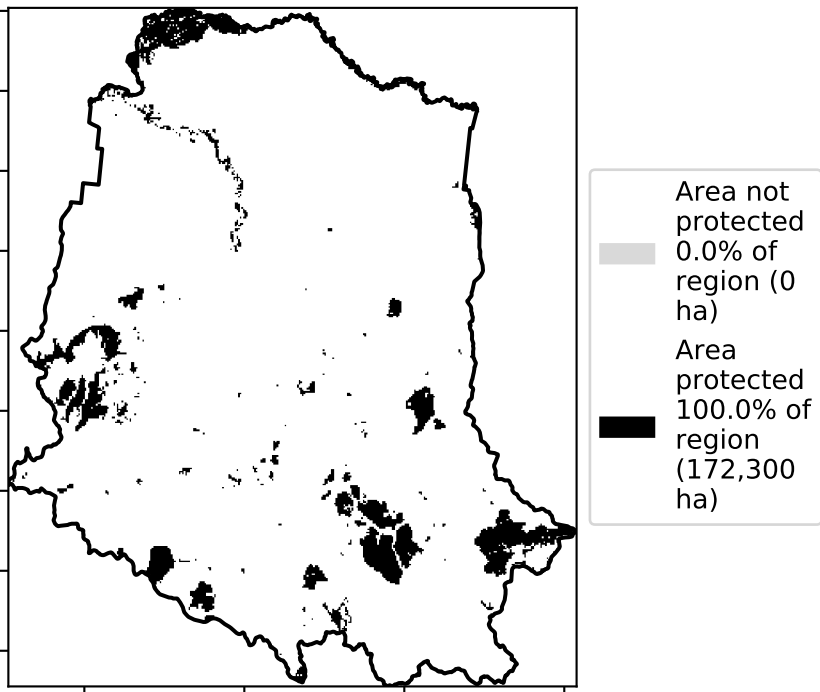 Area not
protected
0.0% of
region (0
ha)
Area
protected
100.0% of
region
(172,300
ha)